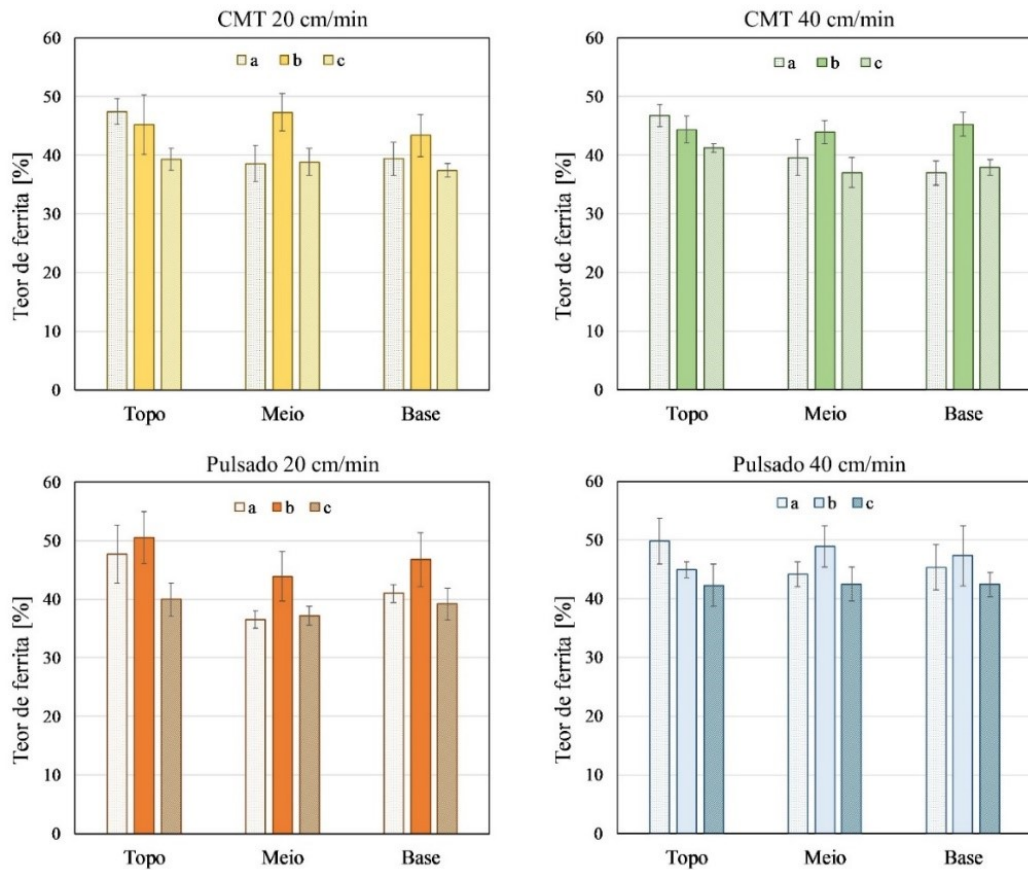 CMT 20 cm/min
Teor de ferrita [%]
60
50
40
30
20
10
0
a b c
Topo Meio Base
CMT 40 cm/min
Teor de ferrita [%]
60
50
40
30
20
10
0
a b c
Topo Meio Base
Pulsado 20 cm/min
Teor de ferrita [%]
60
50
40
30
20
10
0
a b c
Topo Meio Base
Pulsado 40 cm/min
Teor de ferrita [%]
60
50
40
30
20
10
0
a b c
Topo Meio Base